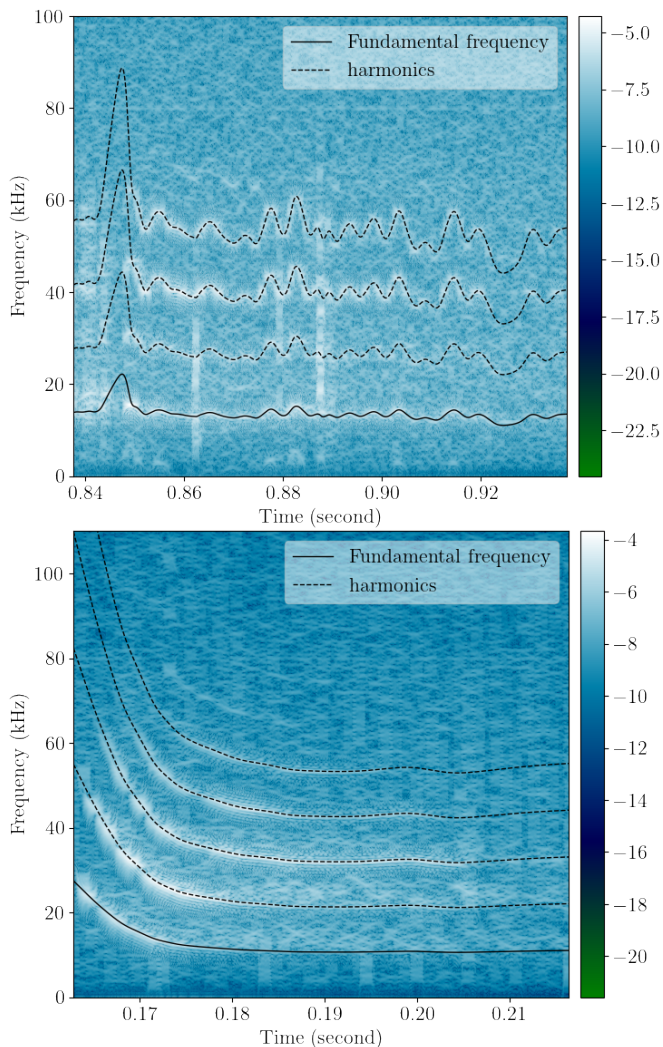 100
80
60
40
20
0
Frequency (kHz)
Fundamental frequency
harmonics
0.84 0.86 0.88 0.90 0.92
Time (second)
−5.0
−7.5
−10.0
−12.5
−15.0
−17.5
−20.0
−22.5
100
80
60
40
20
0
Frequency (kHz)
Fundamental frequency
harmonics
0.17 0.18 0.19 0.20 0.21
Time (second)
−4
−6
−8
−10
−12
−14
−16
−18
−20